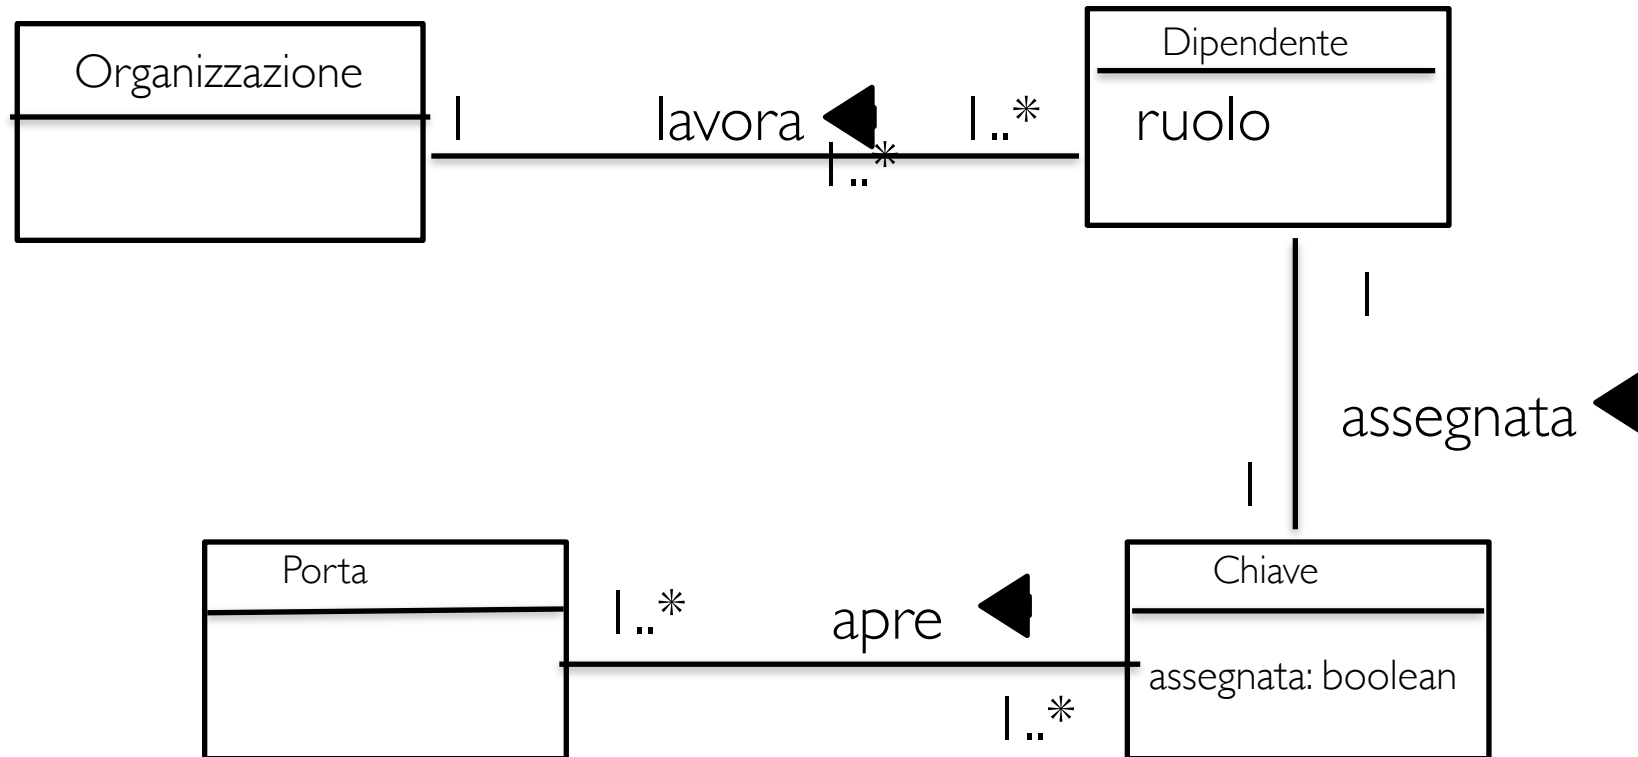 Organizzazione
Dipendente
1
lavora
1..*
ruolo
1..*
1
assegnata
1
Porta
Chiave
1..*
apre
assegnata: boolean
1..*